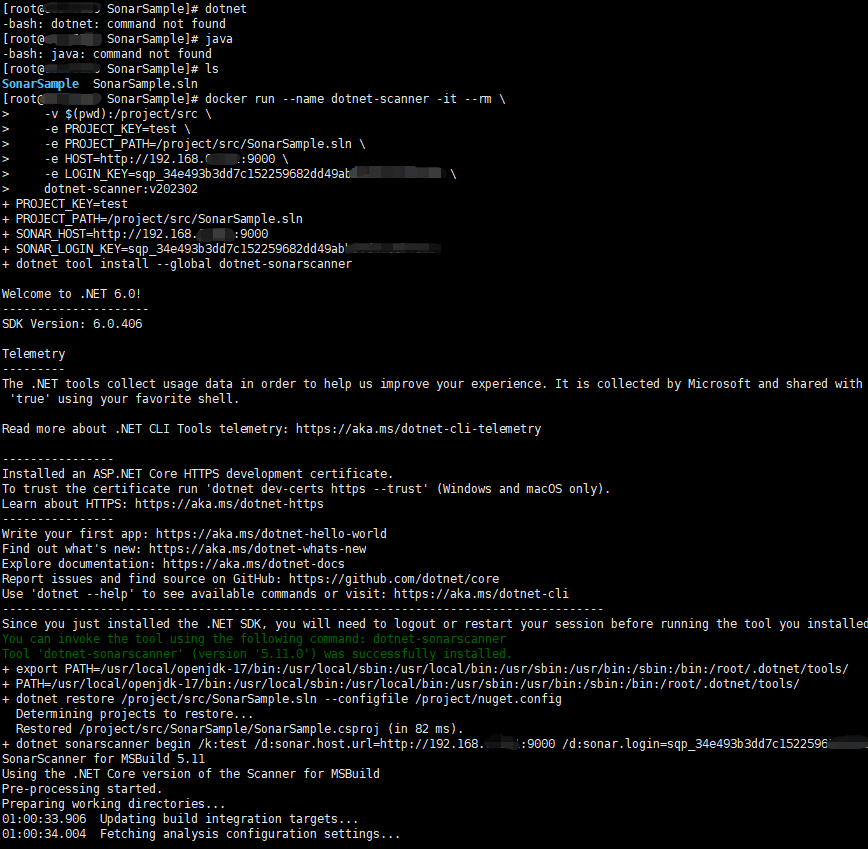 [root@ SonarSample]# dotnet
-bash: dotnet: command not found
[root@ SonarSample]# java
-bash: java: command not found
[root@ SonarSample]# ls
SonarSample  SonarSample.sln
[root@ SonarSample]# docker run --name dotnet-scanner -it --rm \
>     -v $(pwd):/project/src \
>     -e PROJECT_KEY=test \
>     -e PROJECT_PATH=/project/src/SonarSample.sln \
>     -e HOST=http://192.168. :9000 \
>     -e LOGIN_KEY=sqp_34e493b3dd7c152259682dd49ab \
>     dotnet-scanner:v202302
+ PROJECT_KEY=test
+ PROJECT_PATH=/project/src/SonarSample.sln
+ SONAR_HOST=http://192.168. :9000
+ SONAR_LOGIN_KEY=sqp_34e493b3dd7c152259682dd49ab
+ dotnet tool install --global dotnet-sonarscanner

Welcome to .NET 6.0!
---------------------
SDK Version: 6.0.406

Telemetry
---------
The .NET tools collect usage data in order to help us improve your experience. It is collected by Microsoft and shared with
 'true' using your favorite shell.

Read more about .NET CLI Tools telemetry: https://aka.ms/dotnet-cli-telemetry

----------------
Installed an ASP.NET Core HTTPS development certificate.
To trust the certificate run 'dotnet dev-certs https --trust' (Windows and macOS only).
Learn about HTTPS: https://aka.ms/dotnet-https
----------------
Write your first app: https://aka.ms/dotnet-hello-world
Find out what's new: https://aka.ms/dotnet-whats-new
Explore documentation: https://aka.ms/dotnet-docs
Report issues and find source on GitHub: https://github.com/dotnet/core
Use 'dotnet --help' to see available commands or visit: https://aka.ms/dotnet-cli
--------------------------------------------------------------------------------------
Since you just installed the .NET SDK, you will need to logout or restart your session before running the tool you installed
You can invoke the tool using the following command: dotnet-sonarscanner
Tool 'dotnet-sonarscanner' (version '5.11.0') was successfully installed.
+ export PATH=/usr/local/openjdk-17/bin:/usr/local/sbin:/usr/local/bin:/usr/sbin:/usr/bin:/sbin:/bin:/root/.dotnet/tools/
+ PATH=/usr/local/openjdk-17/bin:/usr/local/sbin:/usr/local/bin:/usr/sbin:/usr/bin:/sbin:/bin:/root/.dotnet/tools/
+ dotnet restore /project/src/SonarSample.sln --configfile /project/nuget.config
  Determining projects to restore...
  Restored /project/src/SonarSample/SonarSample.csproj (in 82 ms).
+ dotnet sonarscanner begin /k:test /d:sonar.host.url=http://192.168. :9000 /d:sonar.login=sqp_34e493b3dd7c1522596
SonarScanner for MSBuild 5.11
Using the .NET Core version of the Scanner for MSBuild
Pre-processing started.
Preparing working directories...
01:00:33.906  Updating build integration targets...
01:00:34.004  Fetching analysis configuration settings...